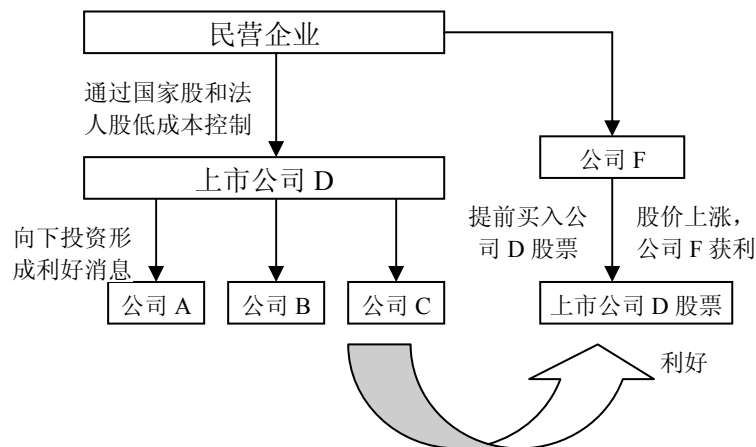 民营企业
通过国家股和法
人股低成本控制
公司 F
上市公司 D
提前买入公
司 D 股票
股价上涨，
公司 F 获利
向下投资形
成利好消息
公司 A
公司 B
公司 C
上市公司 D 股票
利好